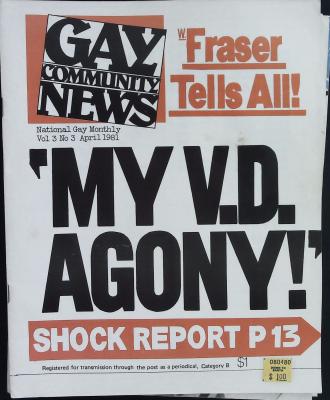 GAY
COMMUNITY
NEWS
W. Fraser
Tells All!
National Gay Monthly
Vol 3 No 3 April 1981
'MY V.D.
AGONY!'
SHOCK REPORT P 13
Registered for transmission through the post as a periodical, Category B $1
080480
$ 1.00